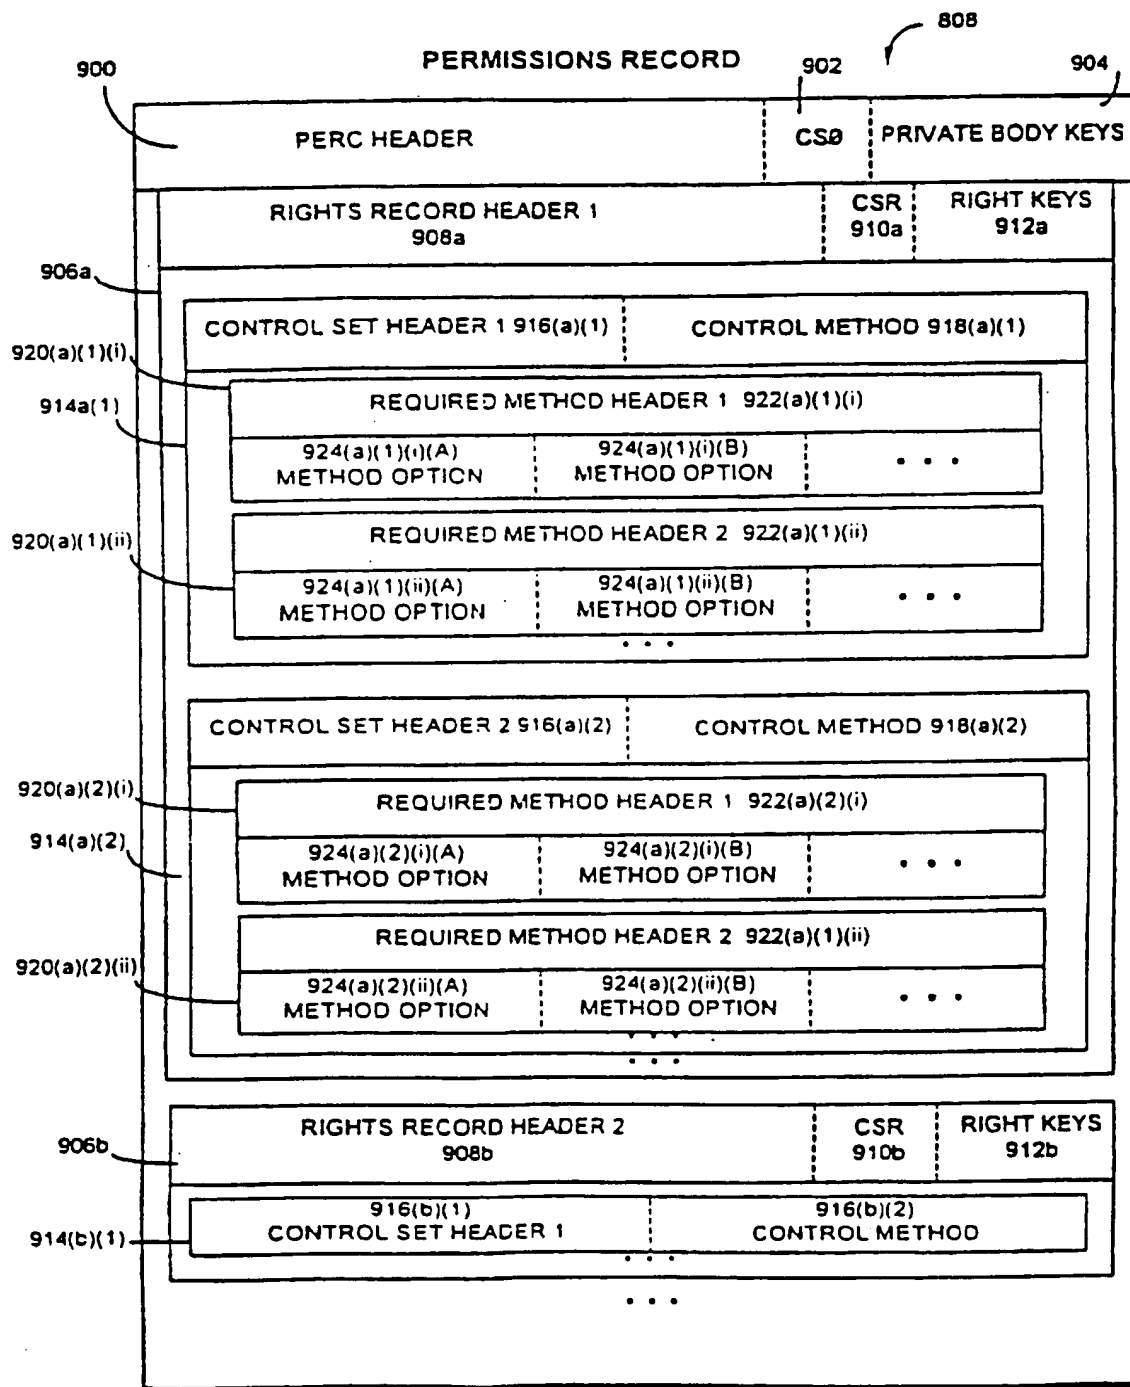 808
PERMISSIONS RECORD
900
902
904
PERC HEADER
CSØ
PRIVATE BODY KEYS
RIGHTS RECORD HEADER 1
908a
CSR
910a
RIGHT KEYS
912a
906a
CONTROL SET HEADER 1 916(a)(1)
CONTROL METHOD 918(a)(1)
920(a)(1)(i)
914a(1)
REQUIRED METHOD HEADER 1 922(a)(1)(i)
924(a)(1)(i)(A)
METHOD OPTION
924(a)(1)(i)(B)
METHOD OPTION
• • •
920(a)(1)(ii)
REQUIRED METHOD HEADER 2 922(a)(1)(ii)
924(a)(1)(ii)(A)
METHOD OPTION
924(a)(1)(ii)(B)
METHOD OPTION
• • •
• • •
CONTROL SET HEADER 2 916(a)(2)
CONTROL METHOD 918(a)(2)
920(a)(2)(i)
914(a)(2)
REQUIRED METHOD HEADER 1 922(a)(2)(i)
924(a)(2)(i)(A)
METHOD OPTION
924(a)(2)(i)(B)
METHOD OPTION
• • •
REQUIRED METHOD HEADER 2 922(a)(1)(ii)
920(a)(2)(ii)
924(a)(2)(ii)(A)
METHOD OPTION
924(a)(2)(ii)(B)
METHOD OPTION
• • •
• • •
• • •
906b
RIGHTS RECORD HEADER 2
908b
CSR
910b
RIGHT KEYS
912b
914(b)(1)
916(b)(1)
CONTROL SET HEADER 1
916(b)(2)
CONTROL METHOD
• • •
• • •